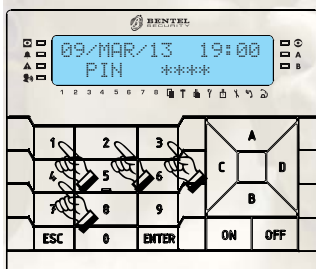 BENTEL
SECURITY
09/MAR/13 19:00
PIN ****
A
B
1 2 3 4 5 6 7 8
1 2 3
4 5 6
7 8 9
ESC 0 ENTER
A
C D
B
ON OFF